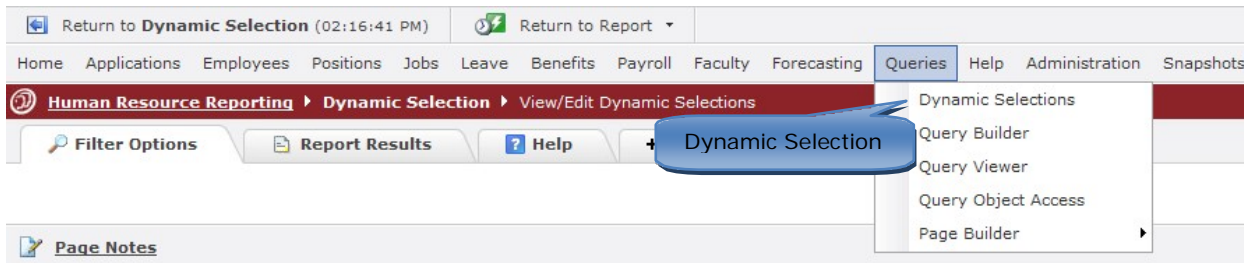 Return to Dynamic Selection (02:16:41 PM) Return to Report
Home Applications Employees Positions Jobs Leave Benefits Payroll Faculty Forecasting Queries Help Administration Snapshots
Human Resource Reporting Dynamic Selection View/Edit Dynamic Selections
Dynamic Selections
Filter Options Report Results ? Help +
Dynamic Selection
Query Builder
Query Viewer
Query Object Access
Page Builder
Page Notes